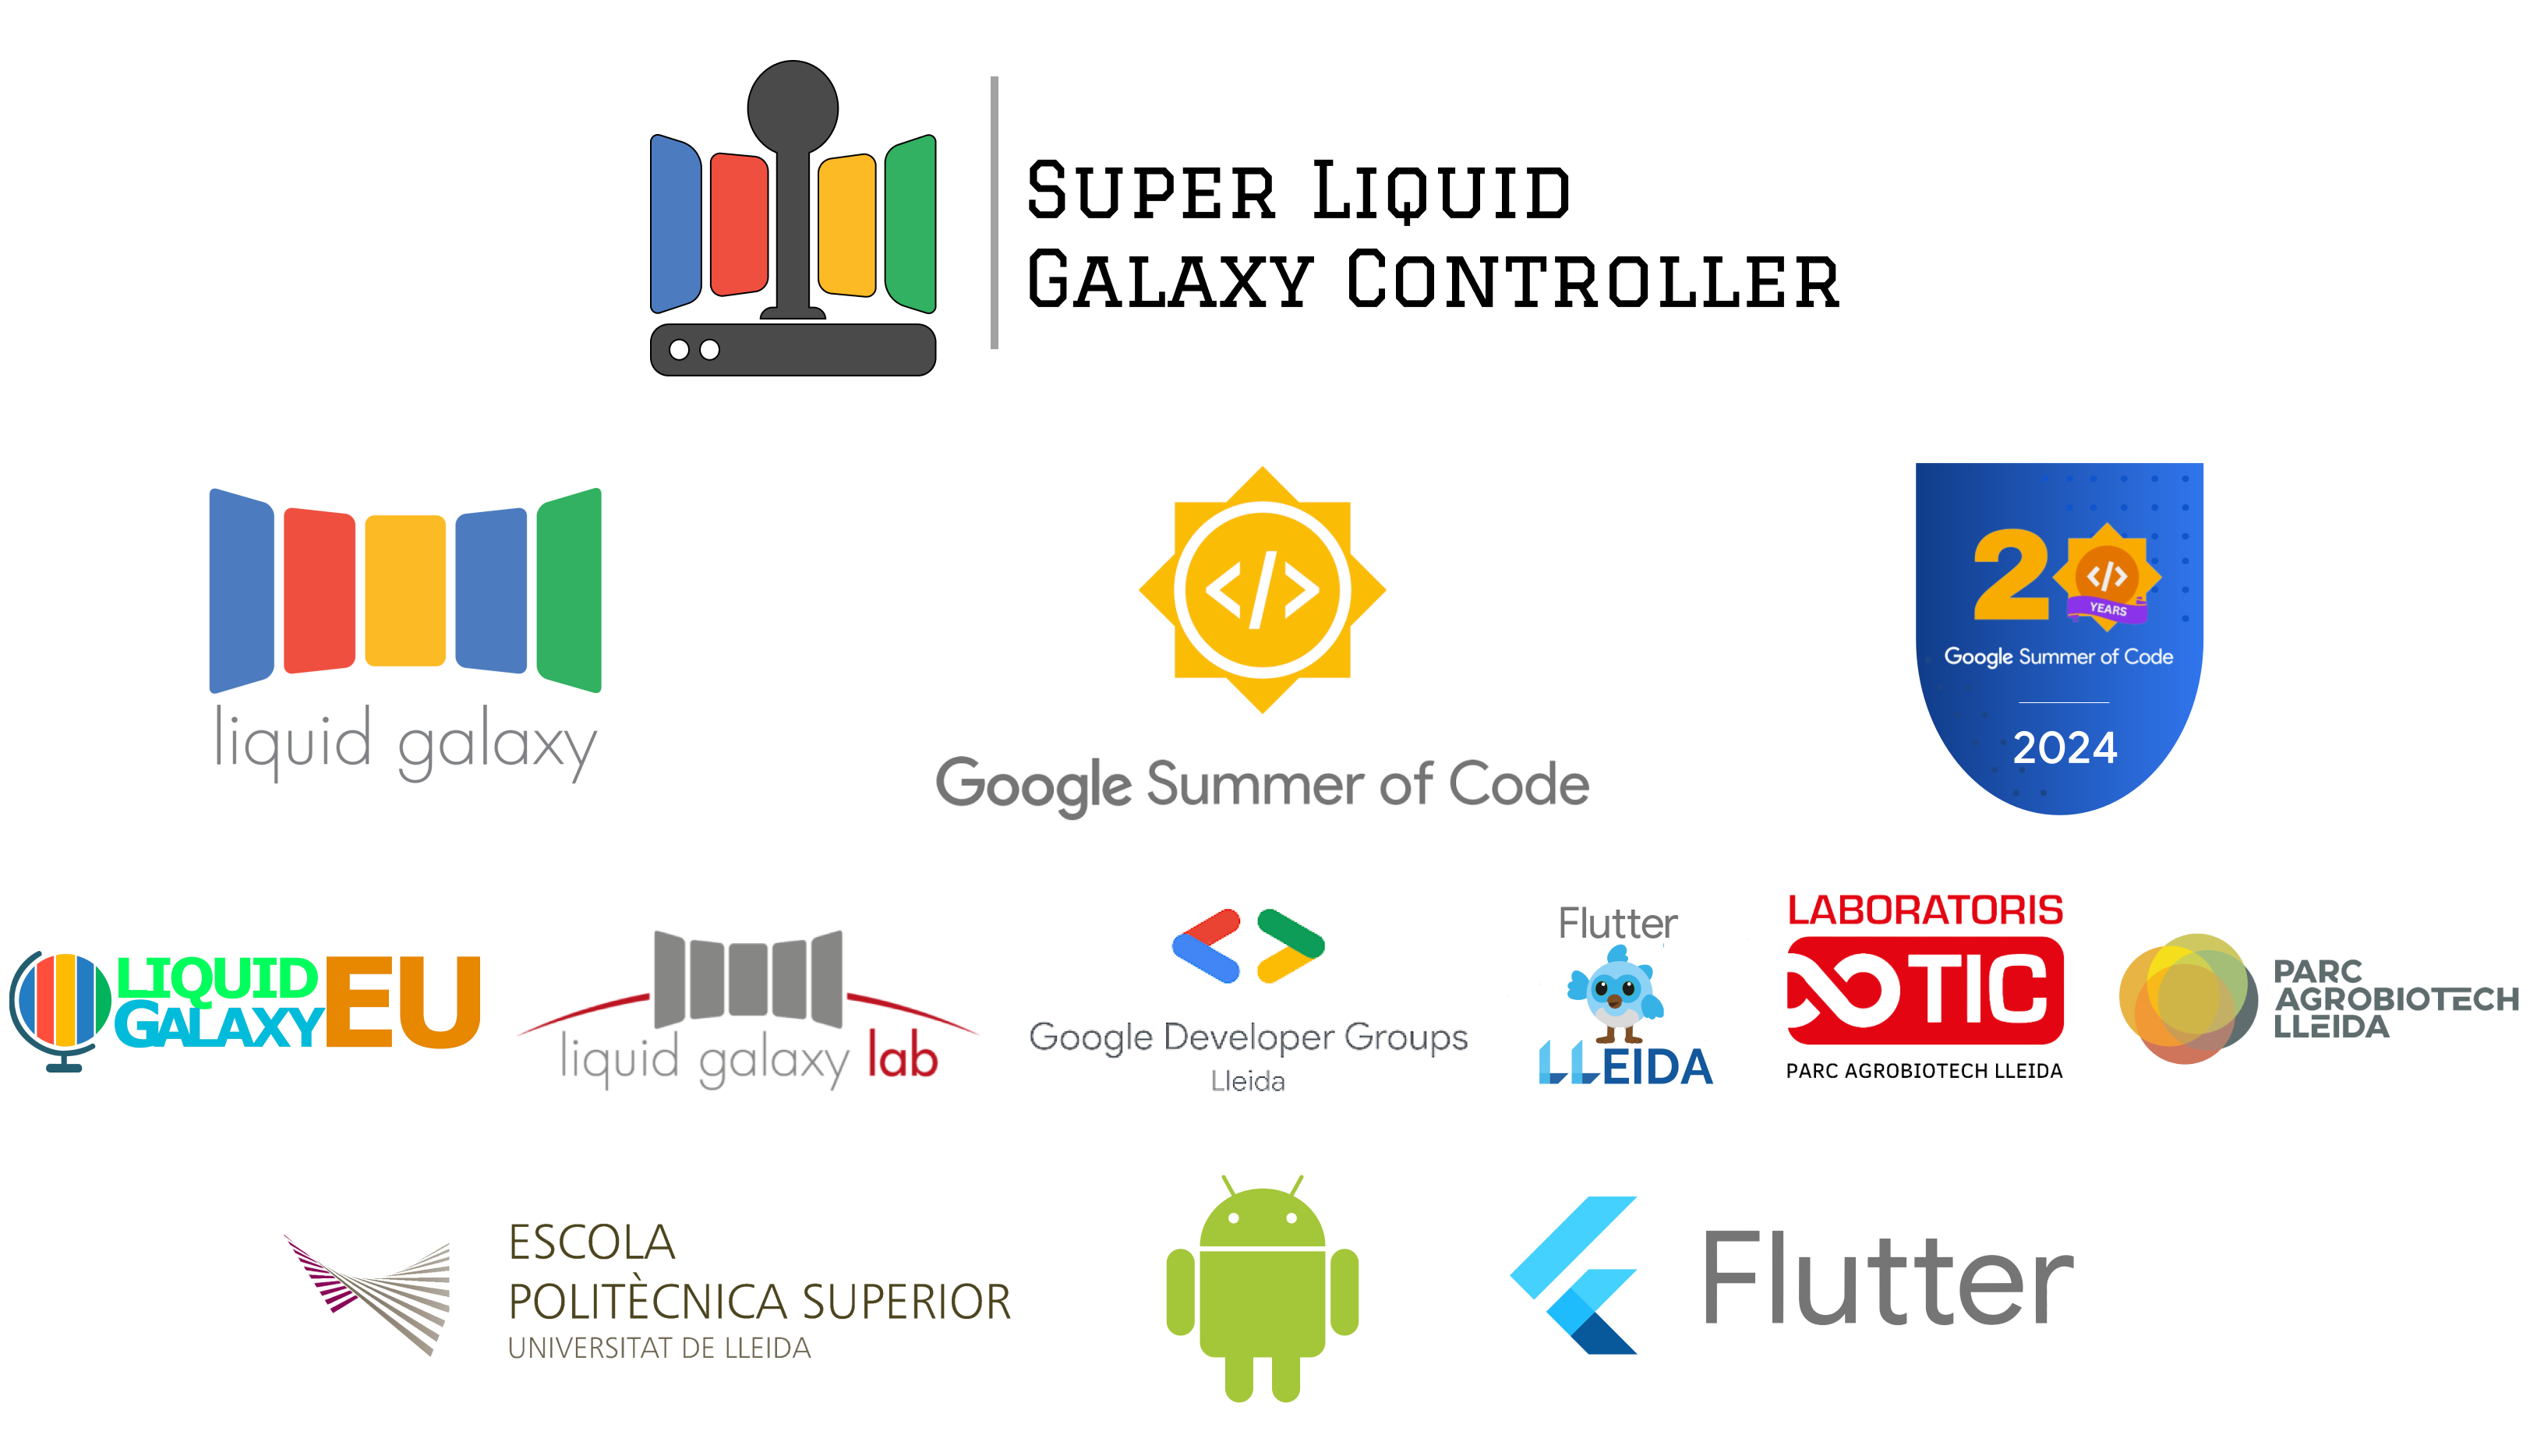 SUPER LIQUID
GALAXY CONTROLLER
liquid galaxy
</>
Google Summer of Code
20
</>
YEARS
Google Summer of Code
2024
LIQUID
GALAXY
EU
liquid galaxy lab
Google Developer Groups
Lleida
Flutter
LLEIDA
LABORATORIS
TIC
PARC AGROBIOTECH LLEIDA
PARC
AGROBIOTECH
LLEIDA
ESCOLA
POLITÈCNICA SUPERIOR
UNIVERSITAT DE LLEIDA
Flutter